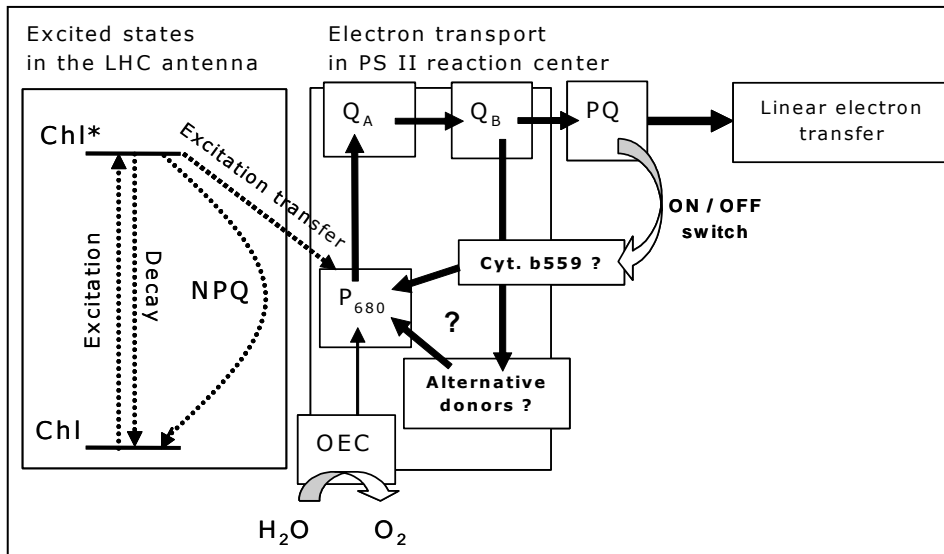 Excited states
in the LHC antenna
Electron transport
in PS II reaction center
Chl*
Excitation
Decay
NPQ
Chl
Excitation transfer
QA
QB
PQ
Linear electron
transfer
ON / OFF
switch
Cyt. b559 ?
P680
?
Alternative
donors ?
OEC
H2O
O2